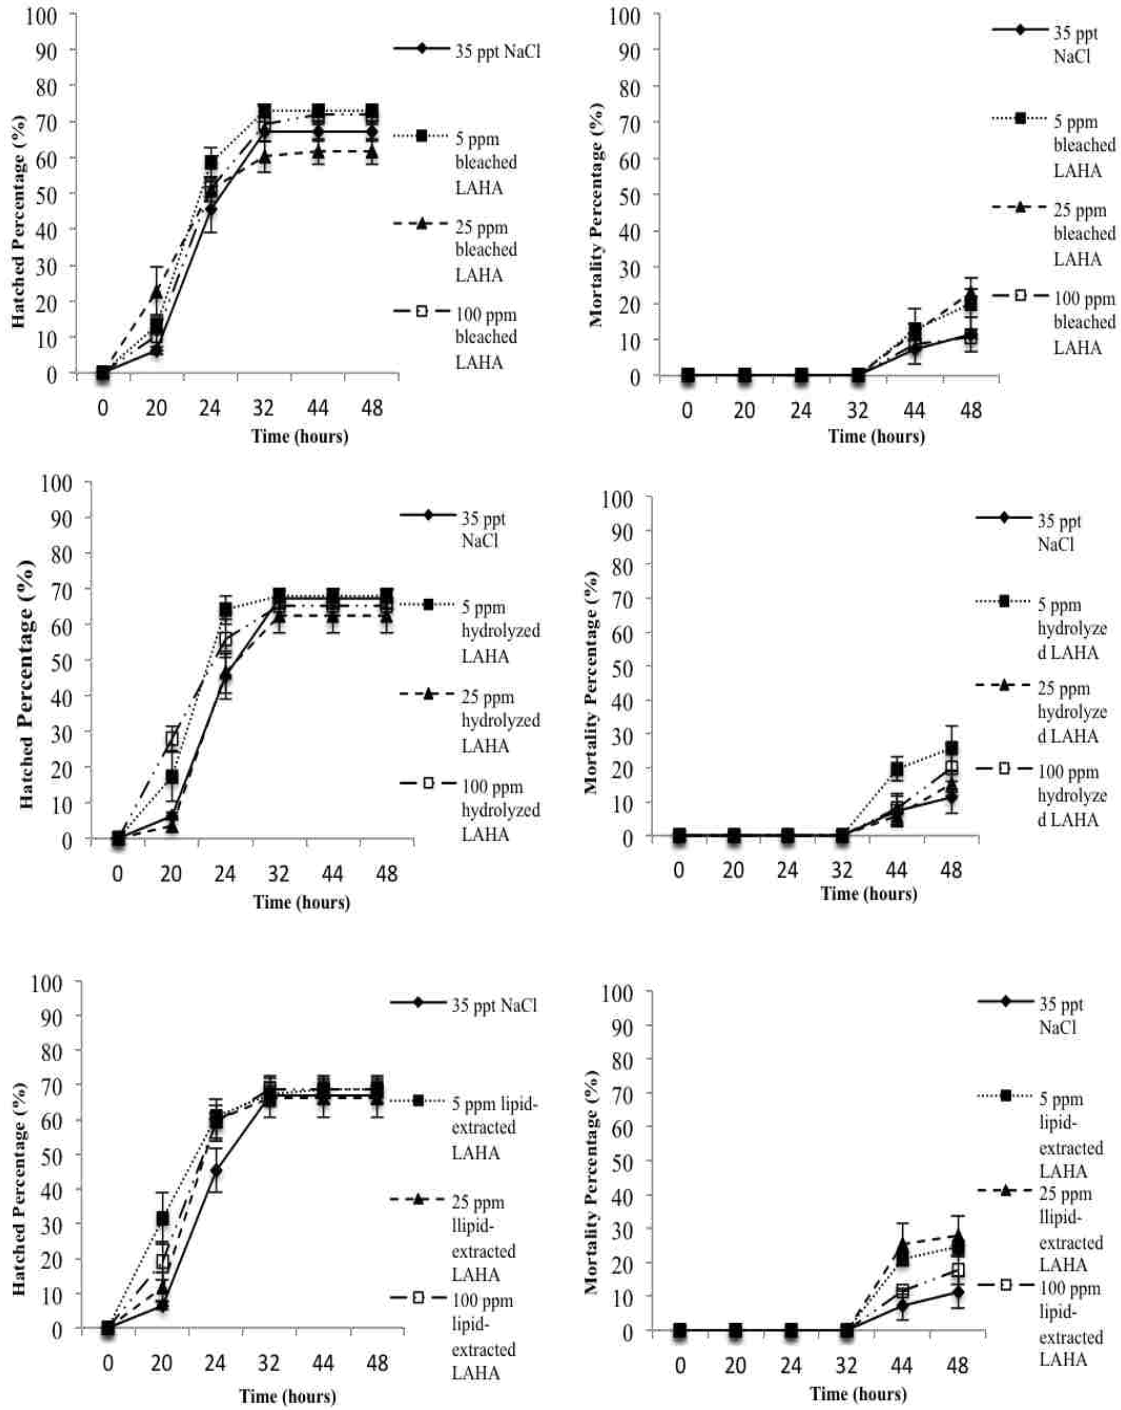 100
90
80
70
60
50
40
30
20
10
0
Hatched Percentage (%)
0 20 24 32 44 48
Time (hours)
35 ppt NaCl
5 ppm
bleached
LAHA
25 ppm
bleached
LAHA
100 ppm
bleached
LAHA
100
90
80
70
60
50
40
30
20
10
0
Mortality Percentage (%)
0 20 24 32 44 48
Time (hours)
35 ppt
NaCl
5 ppm
bleached
LAHA
25 ppm
bleached
LAHA
100 ppm
bleached
LAHA
100
90
80
70
60
50
40
30
20
10
0
Hatched Percentage (%)
0 20 24 32 44 48
Time (hours)
35 ppt
NaCl
5 ppm
hydrolyzed
LAHA
25 ppm
hydrolyzed
LAHA
100 ppm
hydrolyzed
LAHA
100
90
80
70
60
50
40
30
20
10
0
Mortality Percentage (%)
0 20 24 32 44 48
Time (hours)
35 ppt
NaCl
5 ppm
hydrolyze
d LAHA
25 ppm
hydrolyze
d LAHA
100 ppm
hydrolyze
d LAHA
100
90
80
70
60
50
40
30
20
10
0
Hatched Percentage (%)
0 20 24 32 44 48
Time (hours)
35 ppt NaCl
5 ppm lipid-
extracted
LAHA
25 ppm
llipid-
extracted
LAHA
100 ppm
lipid-
extracted
LAHA
100
90
80
70
60
50
40
30
20
10
0
Mortality Percentage (%)
0 20 24 32 44 48
Time (hours)
35 ppt
NaCl
5 ppm
lipid-
extracted
LAHA
25 ppm
llipid-
extracted
LAHA
100 ppm
lipid-
extracted
LAHA